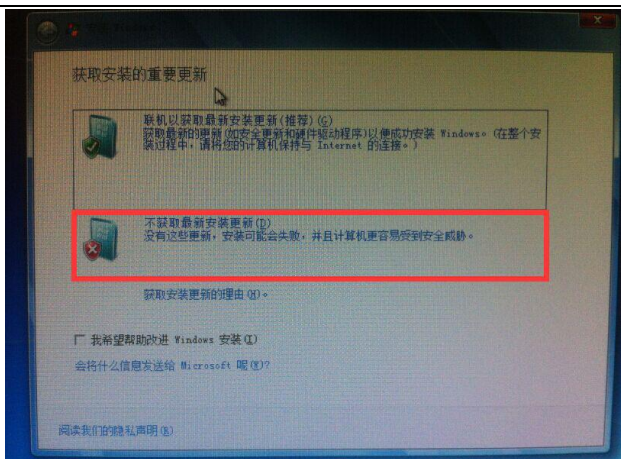 安装 Windows
获取安装的重要更新
联机以获取最新安装更新(推荐)(G)
获取最新的更新(如安全更新和硬件驱动程序)以便成功安装 Windows。(在整个安
装过程中，请将您的计算机保持与 Internet 的连接。)
不获取最新安装更新(D)
没有这些更新，安装可能会失败，并且计算机更容易受到安全威胁。
获取安装更新的理由(H)。
我希望帮助改进 Windows 安装(I)
会将什么信息发送给 Microsoft 呢(W)?
阅读我们的隐私声明(R)